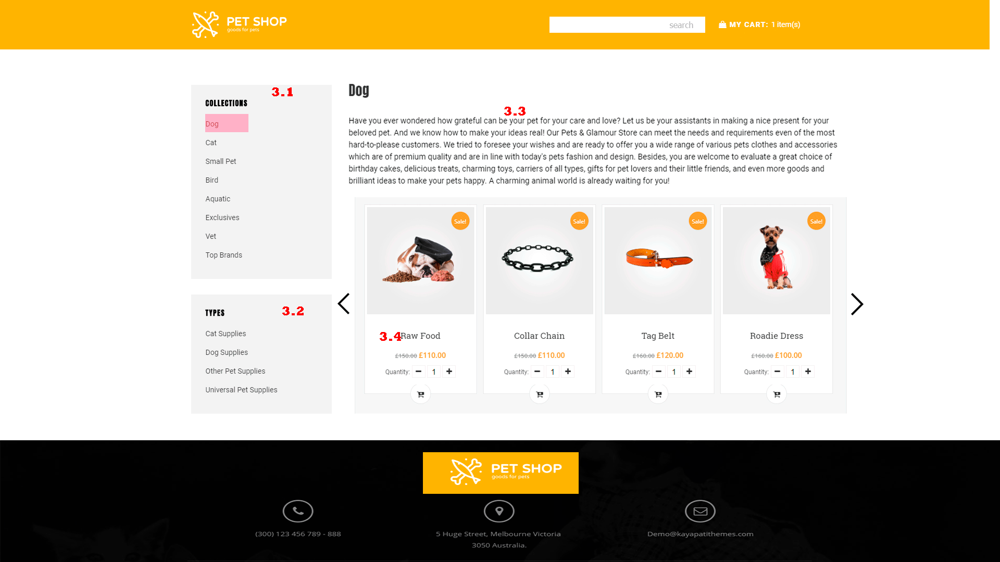 PET SHOP
goods for pets
search
MY CART: 1 item(s)
3.1
COLLECTIONS
Dog
Cat
Small Pet
Bird
Aquatic
Exclusives
Vet
Top Brands
3.2
TYPES
Cat Supplies
Dog Supplies
Other Pet Supplies
Universal Pet Supplies
Dog
3.3
Have you ever wondered how grateful can be your pet for your care and love? Let us be your assistants in making a nice present for your
beloved pet. And we know how to make your ideas real! Our Pets & Glamour Store can meet the needs and requirements even of the most
hard-to-please customers. We tried to foresee your wishes and are ready to offer you a wide range of various pets clothes and accessories
which are of premium quality and are in line with today's pets fashion and design. Besides, you are welcome to evaluate a great choice of
birthday cakes, delicious treats, charming toys, carriers of all types, gifts for pet lovers and their little friends, and even more goods and
brilliant ideas to make your pets happy. A charming animal world is already waiting for you!
Sale!
3.4
Raw Food
£150.00 £110.00
Quantity: − 1 +
Sale!
Collar Chain
£150.00 £110.00
Quantity: − 1 +
Sale!
Tag Belt
£160.00 £120.00
Quantity: − 1 +
Sale!
Roadie Dress
£160.00 £100.00
Quantity: − 1 +
PET SHOP
goods for pets
(300) 123 456 789 - 888
5 Huge Street, Melbourne Victoria
3050 Australia.
Demo@kayapatithemes.com